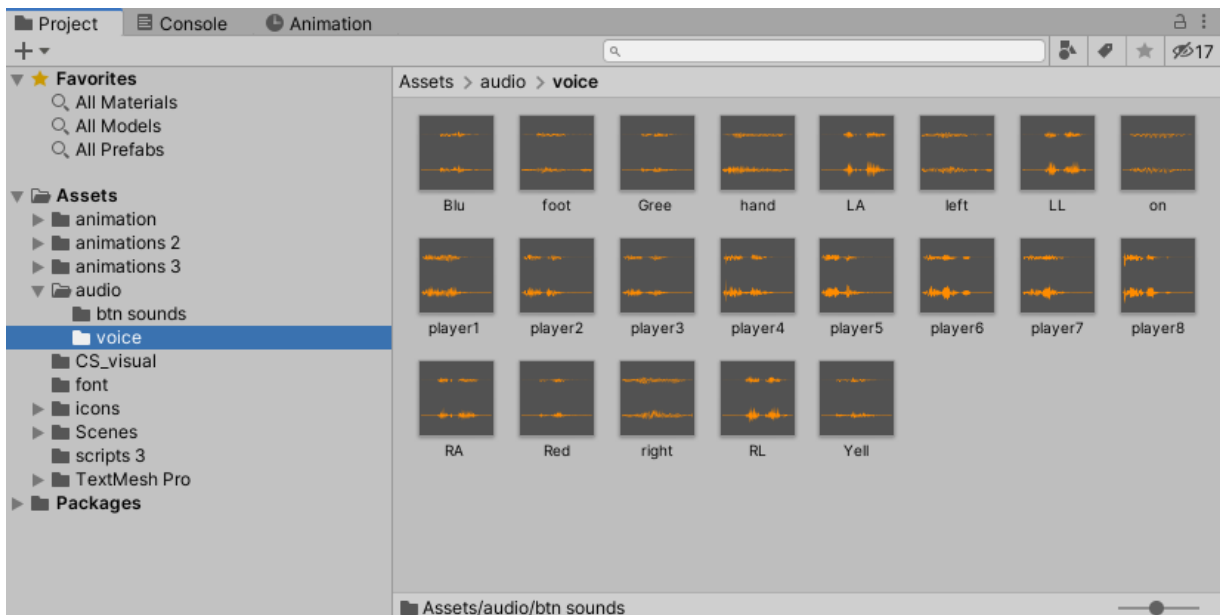 Project Console Animation
17
Favorites
All Materials
All Models
All Prefabs
Assets
animation
animations 2
animations 3
audio
btn sounds
voice
CS_visual
font
icons
Scenes
scripts 3
TextMesh Pro
Packages
Assets > audio > voice
Blu foot Gree hand LA left LL on
player1 player2 player3 player4 player5 player6 player7 player8
RA Red right RL Yell
Assets/audio/btn sounds